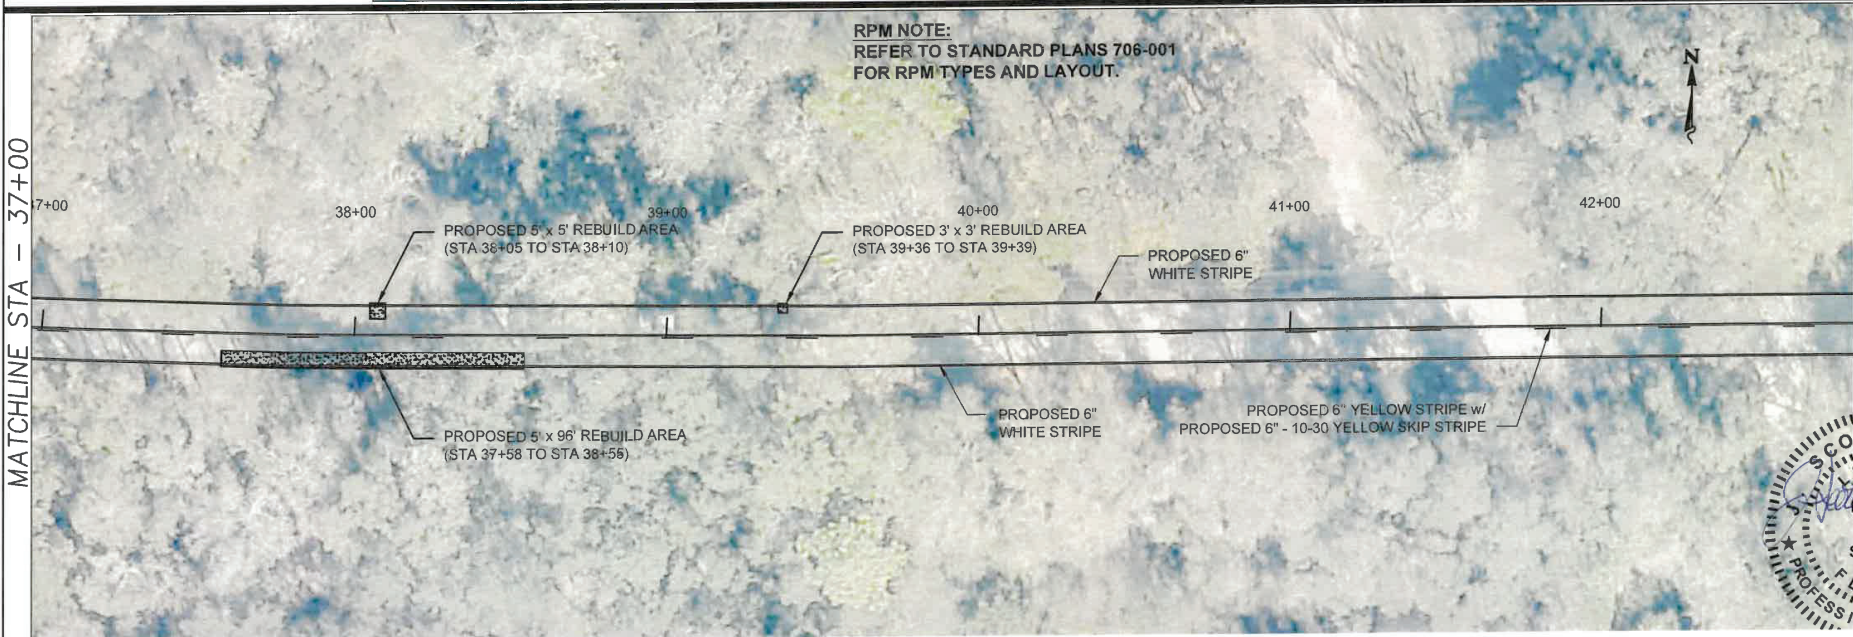 RPM NOTE:
REFER TO STANDARD PLANS 706-001
FOR RPM TYPES AND LAYOUT.
N
MATCHLINE STA - 37+00
37+00
38+00
39+00
40+00
41+00
42+00
PROPOSED 5' x 5' REBUILD AREA
(STA 38+05 TO STA 38+10)
PROPOSED 3' x 3' REBUILD AREA
(STA 39+36 TO STA 39+39)
PROPOSED 6"
WHITE STRIPE
PROPOSED 6"
WHITE STRIPE
PROPOSED 6" YELLOW STRIPE w/
PROPOSED 6" - 10-30 YELLOW SKIP STRIPE
PROPOSED 5' x 96' REBUILD AREA
(STA 37+58 TO STA 38+55)